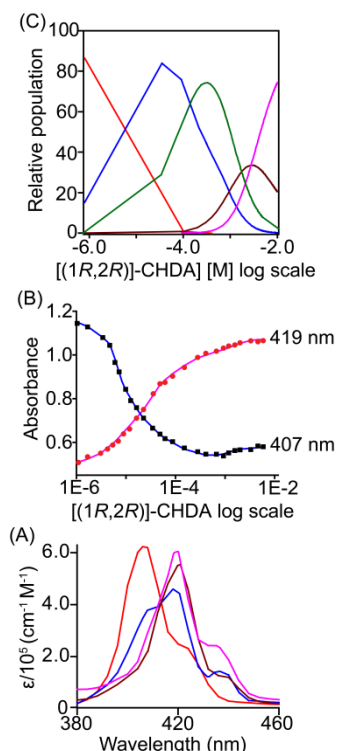 (C)
Relative population
100
80
60
40
20
0
-6.0
-4.0
-2.0
[(1R,2R)]-CHDA] [M] log scale
(B)
Absorbance
1.2
1.0
0.8
0.6
419 nm
407 nm
1E-6
1E-4
1E-2
[(1R,2R)]-CHDA log scale
(A)
ε/10⁵ (cm⁻¹ M⁻¹)
6.0
4.0
2.0
0
380
420
460
Wavelength (nm)